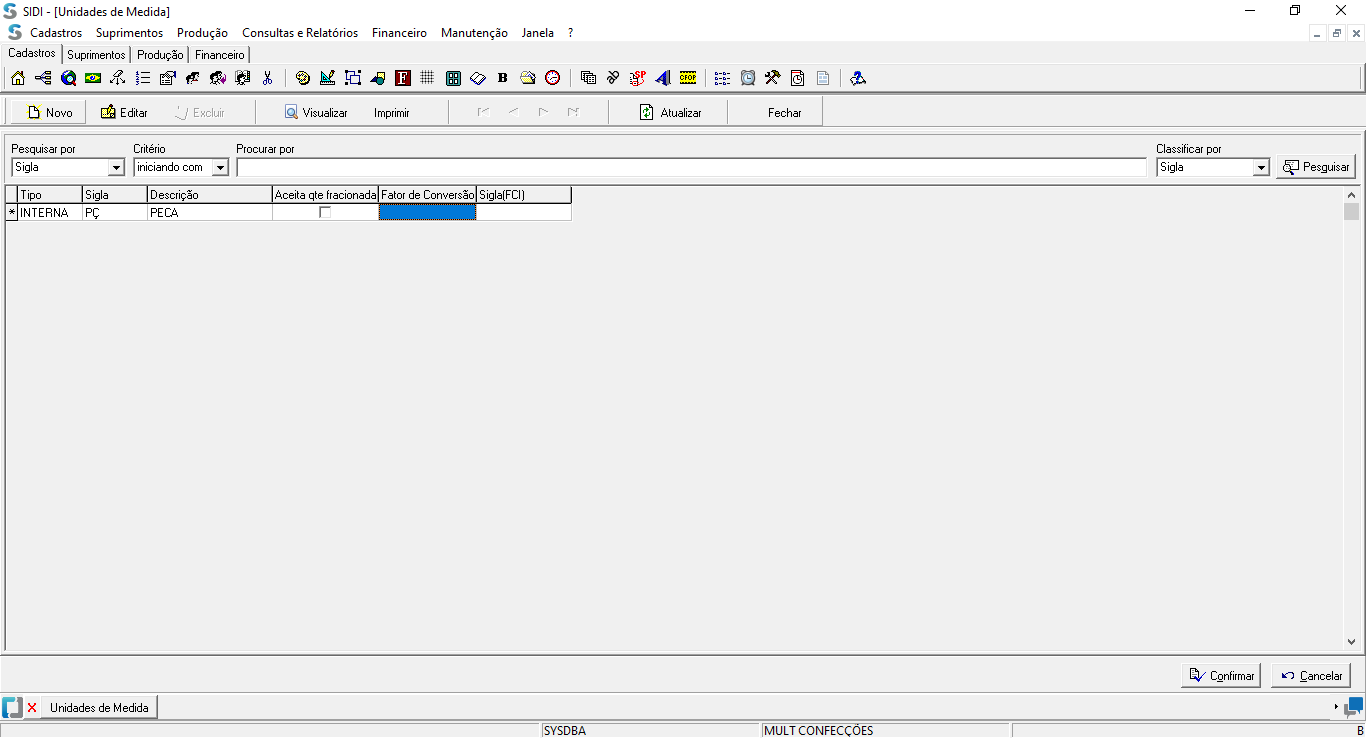 SIDI - [Unidades de Medida]
Cadastros Suprimentos Produção Consultas e Relatórios Financeiro Manutenção Janela ?
Cadastros Suprimentos Produção Financeiro
F B SP CFOP
Novo Editar Excluir Visualizar Imprimir Atualizar Fechar
Pesquisar por Critério Procurar por Classificar por
Sigla iniciando com Sigla Pesquisar
Tipo Sigla Descrição Aceita qte fracionada Fator de Conversão Sigla(FCI)
* INTERNA PÇ PECA
Confirmar Cancelar
Unidades de Medida
SYSDBA MULT CONFECÇÕES B